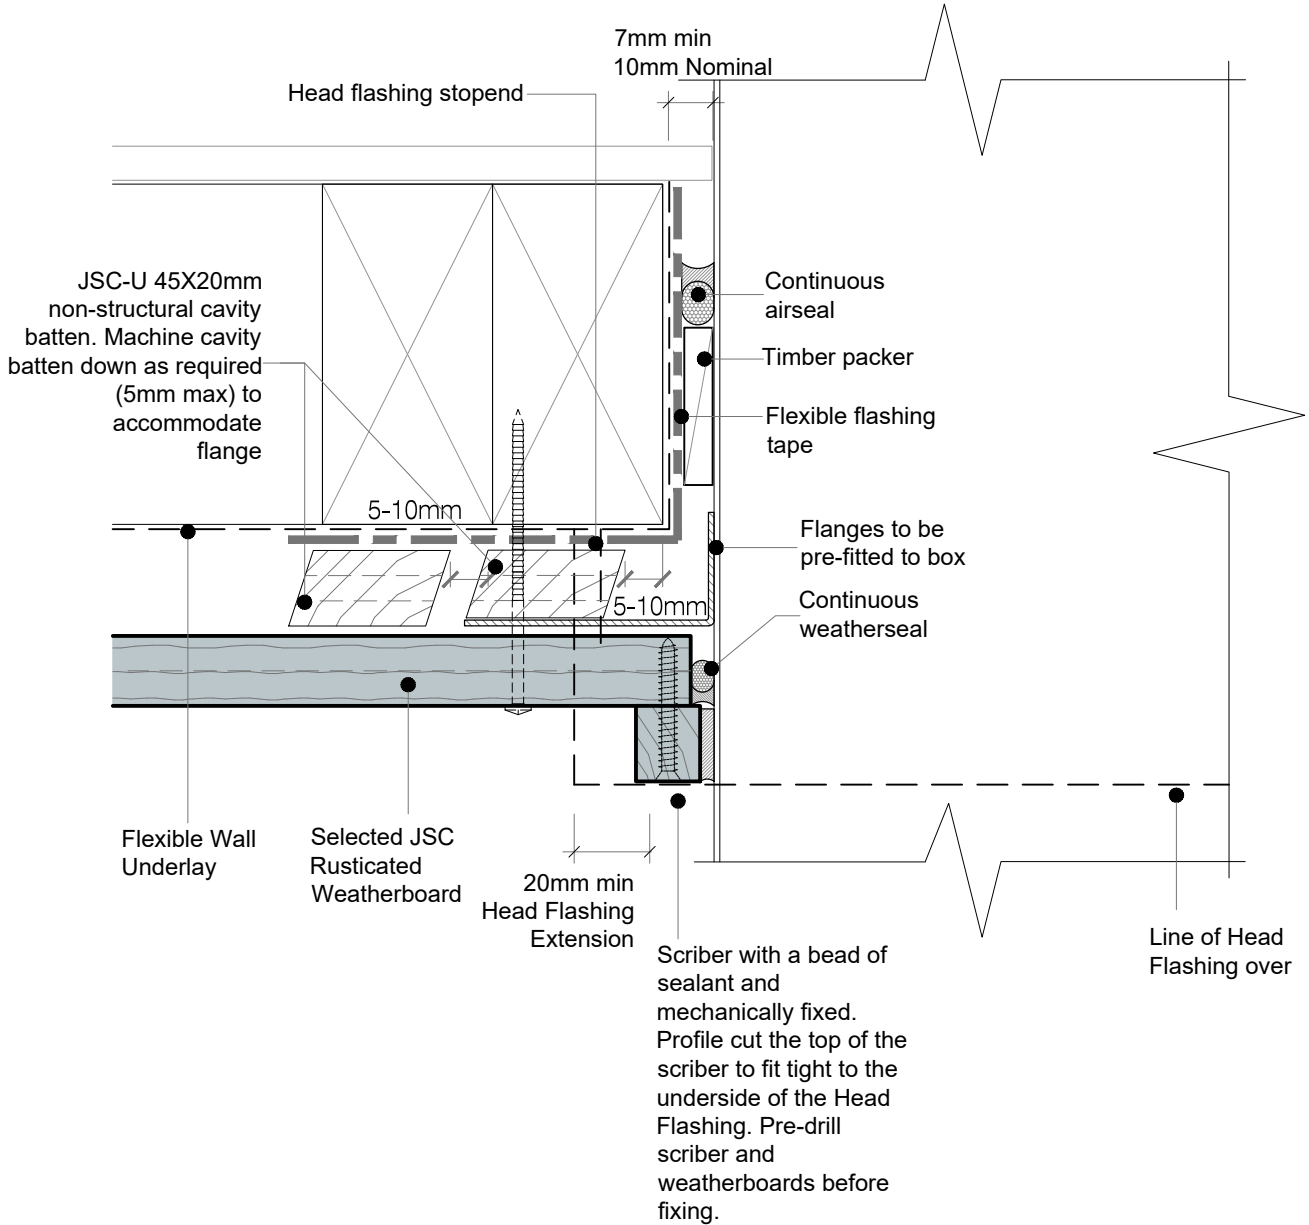 7mm min
10mm Nominal
Head flashing stopend
JSC-U 45X20mm
non-structural cavity
batten. Machine cavity
batten down as required
(5mm max) to
accommodate
flange
Continuous
airseal
Timber packer
Flexible flashing
tape
5-10mm
Flanges to be
pre-fitted to box
Continuous
weatherseal
5-10mm
Flexible Wall
Underlay
Selected JSC
Rusticated
Weatherboard
20mm min
Head Flashing
Extension
Scriber with a bead of
sealant and
mechanically fixed.
Profile cut the top of the
scriber to fit tight to the
underside of the Head
Flashing. Pre-drill
scriber and
weatherboards before
fixing.
Line of Head
Flashing over